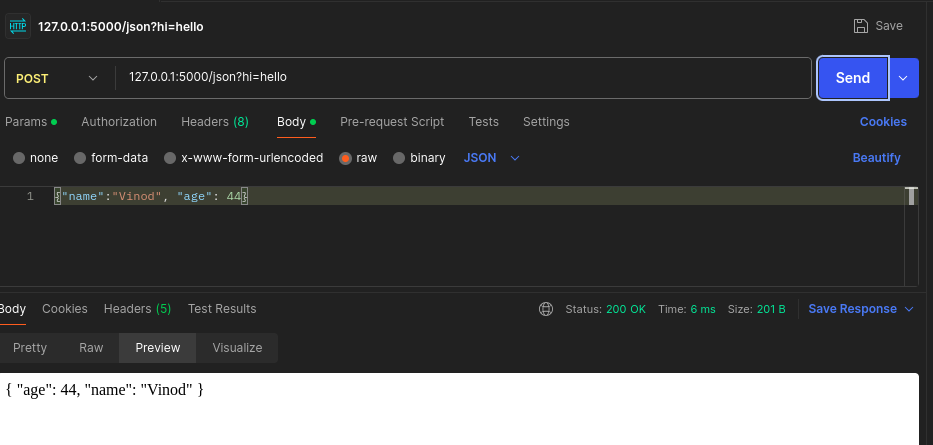 HTTP 127.0.0.1:5000/json?hi=hello Save
POST 127.0.0.1:5000/json?hi=hello Send
Params Authorization Headers (8) Body Pre-request Script Tests Settings Cookies
none form-data x-www-form-urlencoded raw binary JSON Beautify
1 {"name":"Vinod", "age": 44}
Body Cookies Headers (5) Test Results Status: 200 OK Time: 6 ms Size: 201 B Save Response
Pretty Raw Preview Visualize
{ "age": 44, "name": "Vinod" }